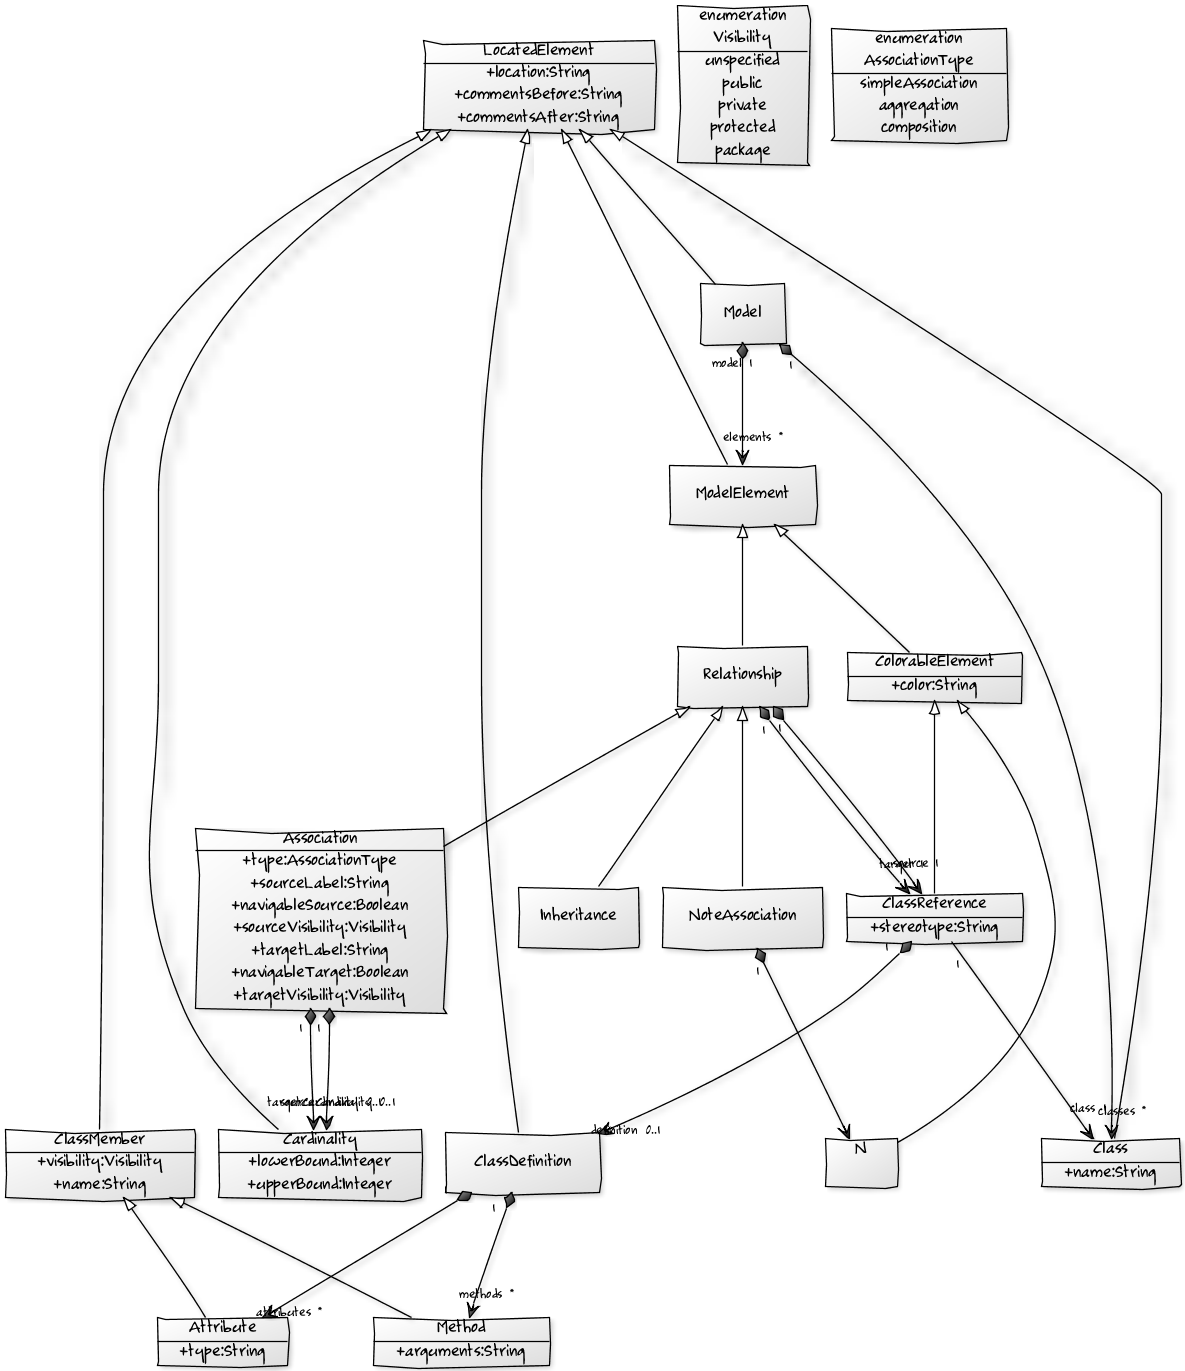 enumeration
Visibility
unspecified
public
private
protected
package
enumeration
AssociationType
simpleAssociation
aggregation
composition
LocatedElement
+location:String
+commentsBefore:String
+commentsAfter:String
Model
model 1
1
elements *
ModelElement
Relationship
ColorableElement
+color:String
1
1
Association
+type:AssociationType
+sourceLabel:String
+navigableSource:Boolean
+sourceVisibility:Visibility
+targetLabel:String
+navigableTarget:Boolean
+targetVisibility:Visibility
Inheritance
NoteAssociation
1
ClassReference
+stereotype:String
1
1
1
1
1
class
classes *
0..1
0..1
ClassMember
+visibility:Visibility
+name:String
Cardinality
+lowerBound:Integer
+upperBound:Integer
ClassDefinition
N
Class
+name:String
1
methods *
attributes *
Attribute
+type:String
Method
+arguments:String